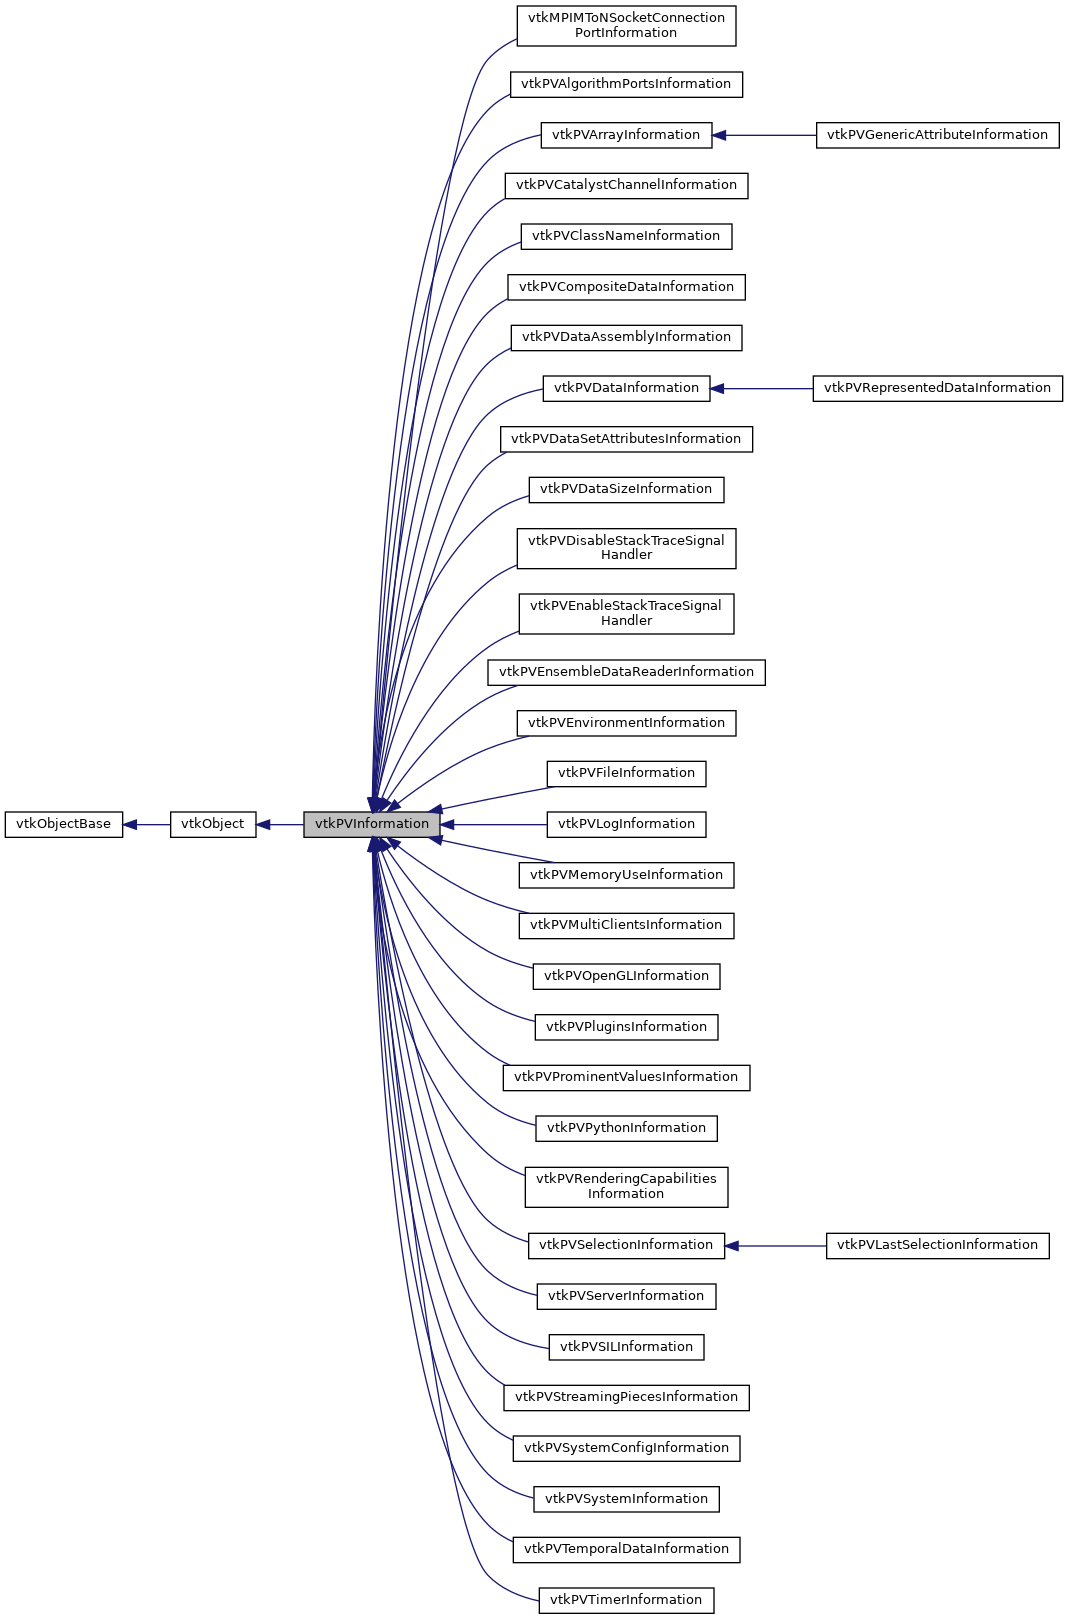 vtkMPIMToNSocketConnection
PortInformation
vtkPVAlgorithmPortsInformation
vtkPVArrayInformation
vtkPVGenericAttributeInformation
vtkPVCatalystChannelInformation
vtkPVClassNameInformation
vtkPVCompositeDataInformation
vtkPVDataAssemblyInformation
vtkPVDataInformation
vtkPVRepresentedDataInformation
vtkPVDataSetAttributesInformation
vtkPVDataSizeInformation
vtkPVDisableStackTraceSignal
Handler
vtkPVEnableStackTraceSignal
Handler
vtkPVEnsembleDataReaderInformation
vtkPVEnvironmentInformation
vtkPVFileInformation
vtkObjectBase
vtkObject
vtkPVInformation
vtkPVLogInformation
vtkPVMemoryUseInformation
vtkPVMultiClientsInformation
vtkPVOpenGLInformation
vtkPVPluginsInformation
vtkPVProminentValuesInformation
vtkPVPythonInformation
vtkPVRenderingCapabilities
Information
vtkPVSelectionInformation
vtkPVLastSelectionInformation
vtkPVServerInformation
vtkPVSILInformation
vtkPVStreamingPiecesInformation
vtkPVSystemConfigInformation
vtkPVSystemInformation
vtkPVTemporalDataInformation
vtkPVTimerInformation